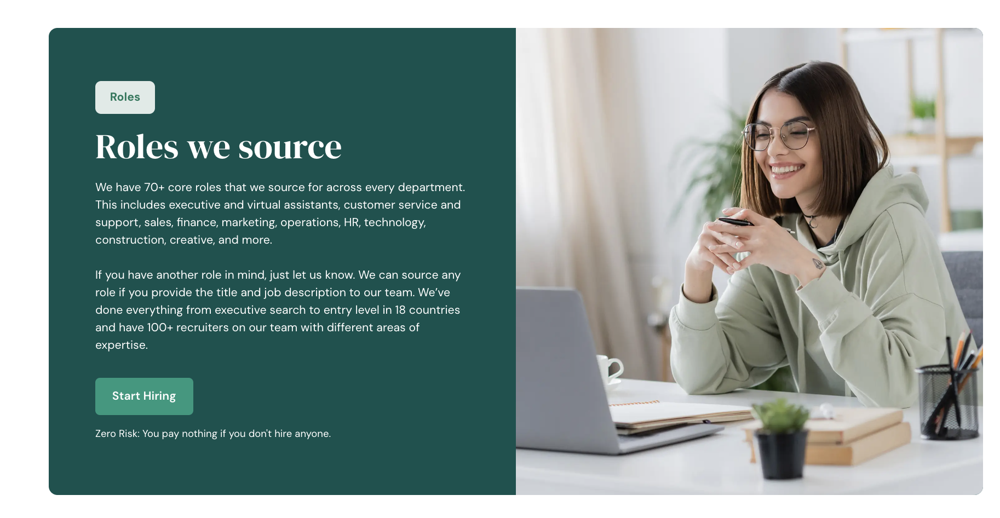 Roles
Roles we source
We have 70+ core roles that we source for across every department.
This includes executive and virtual assistants, customer service and
support, sales, finance, marketing, operations, HR, technology,
construction, creative, and more.
If you have another role in mind, just let us know. We can source any
role if you provide the title and job description to our team. We’ve
done everything from executive search to entry level in 18 countries
and have 100+ recruiters on our team with different areas of
expertise.
Start Hiring
Zero Risk: You pay nothing if you don't hire anyone.